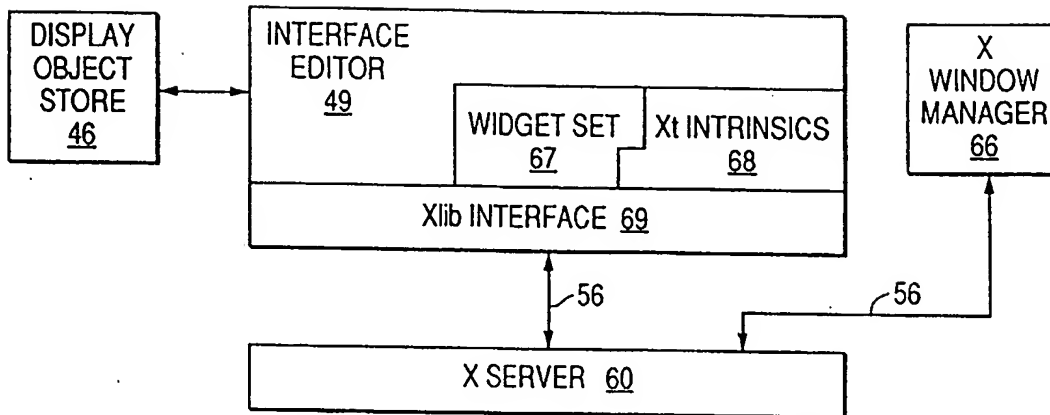 DISPLAY
OBJECT
STORE
46
INTERFACE
EDITOR
49
WIDGET SET
67
Xt INTRINSICS
68
Xlib INTERFACE 69
X
WINDOW
MANAGER
66
56
56
X SERVER 60